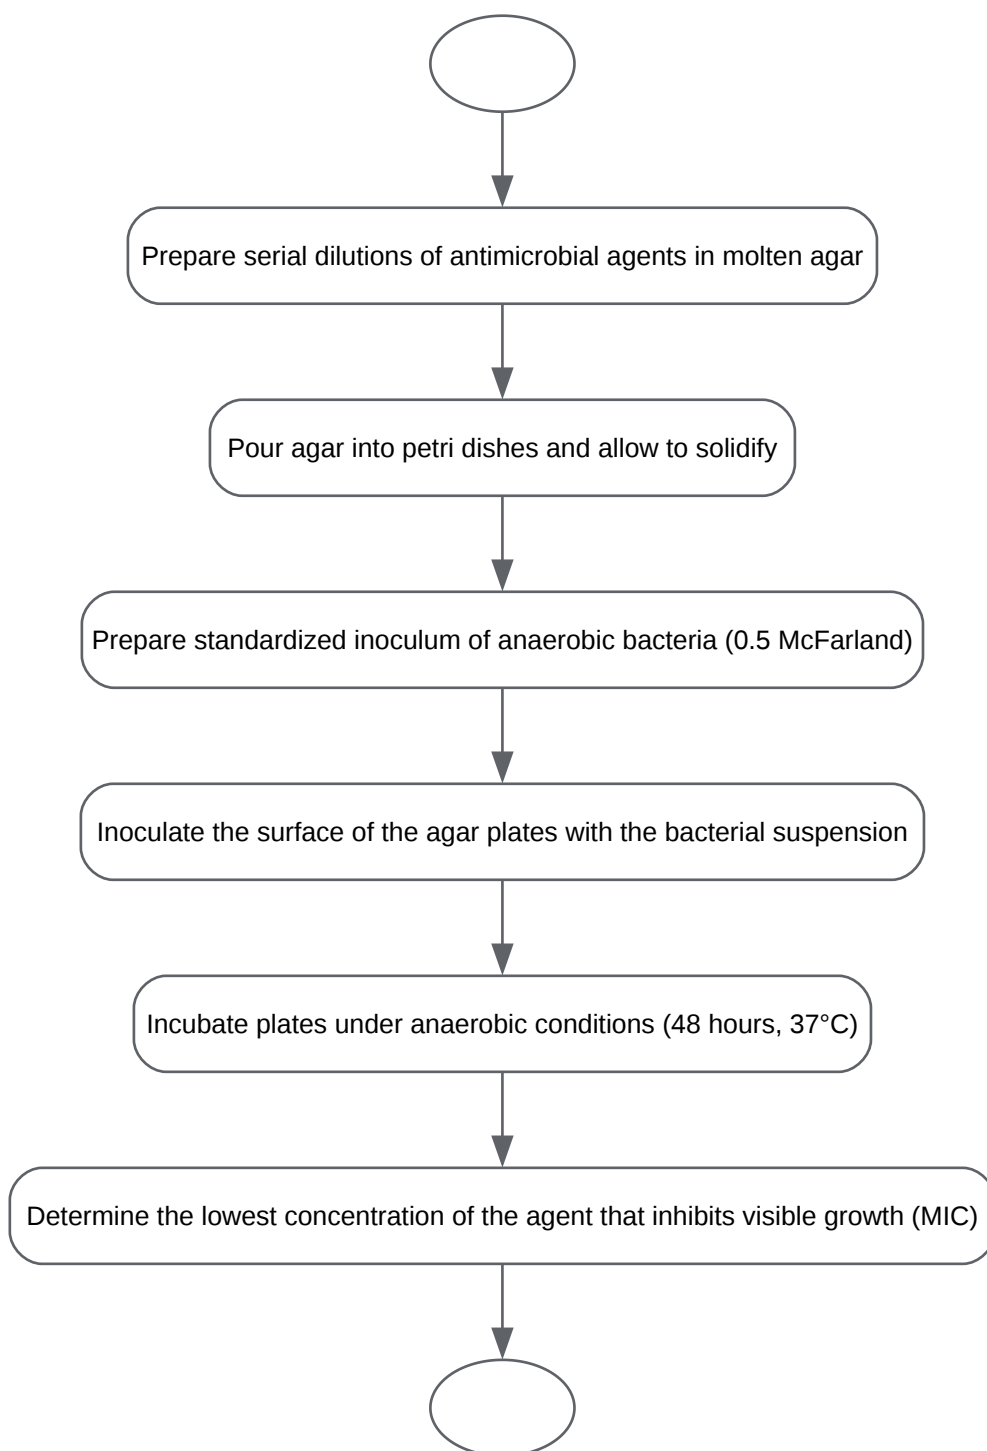 Prepare serial dilutions of antimicrobial agents in molten agar
Pour agar into petri dishes and allow to solidify
Prepare standardized inoculum of anaerobic bacteria (0.5 McFarland)
Inoculate the surface of the agar plates with the bacterial suspension
Incubate plates under anaerobic conditions (48 hours, 37°C)
Determine the lowest concentration of the agent that inhibits visible growth (MIC)